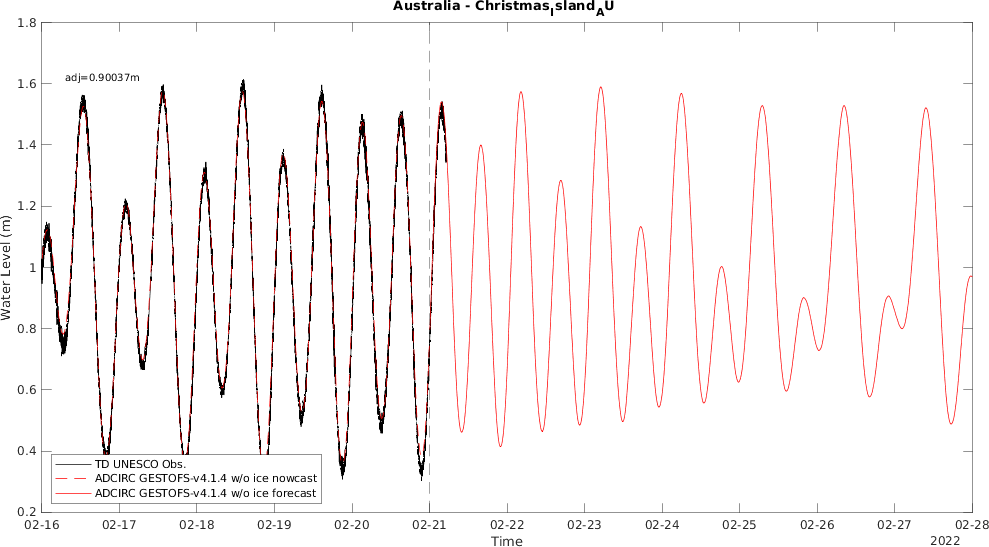 Australia - Christmas_Island_AU
1.8
1.6
1.4
1.2
1
0.8
0.6
0.4
0.2
Water Level (m)
adj=0.90037m
TD UNESCO Obs.
ADCIRC GESTOFS-v4.1.4 w/o ice nowcast
ADCIRC GESTOFS-v4.1.4 w/o ice forecast
02-16 02-17 02-18 02-19 02-20 02-21 02-22 02-23 02-24 02-25 02-26 02-27 02-28
Time
2022